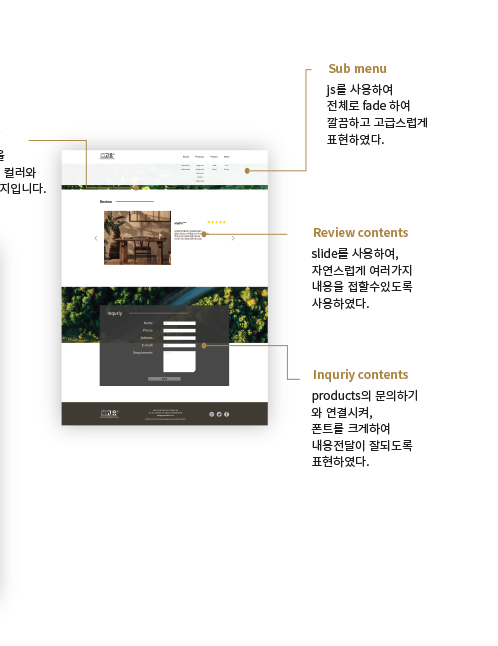 Sub menu
js를 사용하여
전체로 fade 하여
깔끔하고 고급스럽게
표현하였다.
을
컬러와
지입니다.
Reviews
Review contents
slide를 사용하여,
자연스럽게 여러가지
내용을 접할수있도록
사용하였다.
Inquriy
Name
Phone
Address
E-mail
Requirements
Inquriy contents
products의 문의하기
와 연결시켜,
폰트를 크게하여
내용전달이 잘되도록
표현하였다.